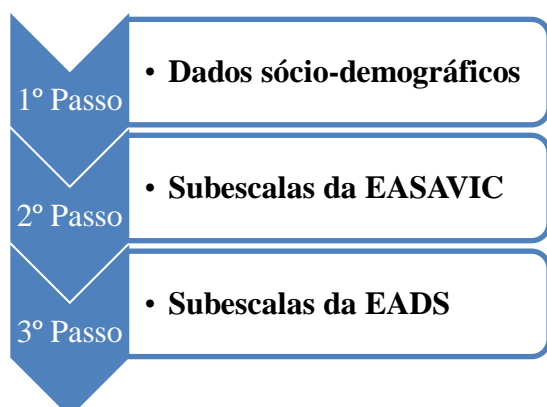 1º Passo
• Dados sócio-demográficos
2º Passo
• Subescalas da EASAVIC
3º Passo
• Subescalas da EADS